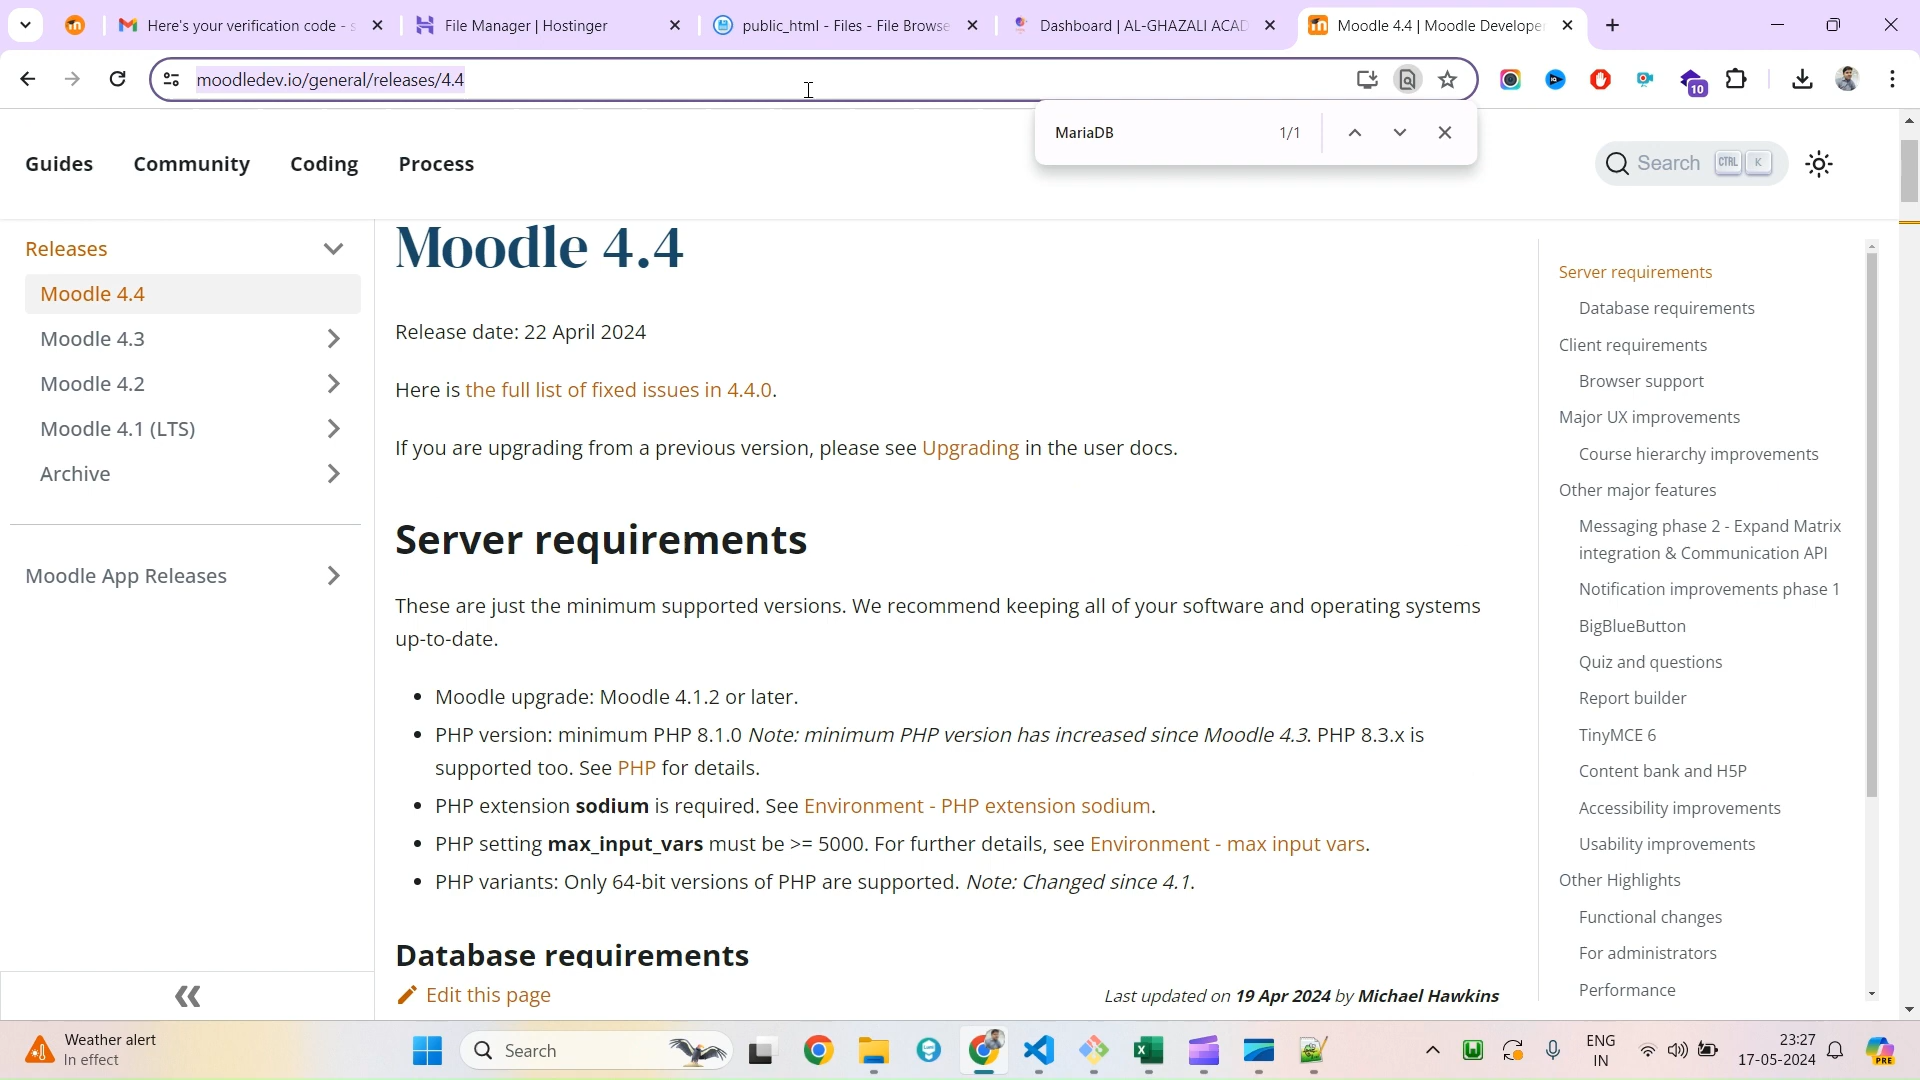 Here's your verification code - s
File Manager | Hostinger
public_html - Files - File Browse
Dashboard | AL-GHAZALI ACAD
Moodle 4.4 | Moodle Develope
moodledev.io/general/releases/4.4
10
MariaDB 1/1
Guides Community Coding Process
Search CTRL K
Releases
Moodle 4.4
Moodle 4.3
Moodle 4.2
Moodle 4.1 (LTS)
Archive
Moodle App Releases
Moodle 4.4
Release date: 22 April 2024
Here is the full list of fixed issues in 4.4.0.
If you are upgrading from a previous version, please see Upgrading in the user docs.
Server requirements
These are just the minimum supported versions. We recommend keeping all of your software and operating systems
up-to-date.
• Moodle upgrade: Moodle 4.1.2 or later.
• PHP version: minimum PHP 8.1.0 Note: minimum PHP version has increased since Moodle 4.3. PHP 8.3.x is
supported too. See PHP for details.
• PHP extension sodium is required. See Environment - PHP extension sodium.
• PHP setting max_input_vars must be >= 5000. For further details, see Environment - max input vars.
• PHP variants: Only 64-bit versions of PHP are supported. Note: Changed since 4.1.
Database requirements
Edit this page
Last updated on 19 Apr 2024 by Michael Hawkins
Server requirements
Database requirements
Client requirements
Browser support
Major UX improvements
Course hierarchy improvements
Other major features
Messaging phase 2 - Expand Matrix
integration & Communication API
Notification improvements phase 1
BigBlueButton
Quiz and questions
Report builder
TinyMCE 6
Content bank and H5P
Accessibility improvements
Usability improvements
Other Highlights
Functional changes
For administrators
Performance
Weather alert
In effect
Search
ENG
IN
23:27
17-05-2024
PRE